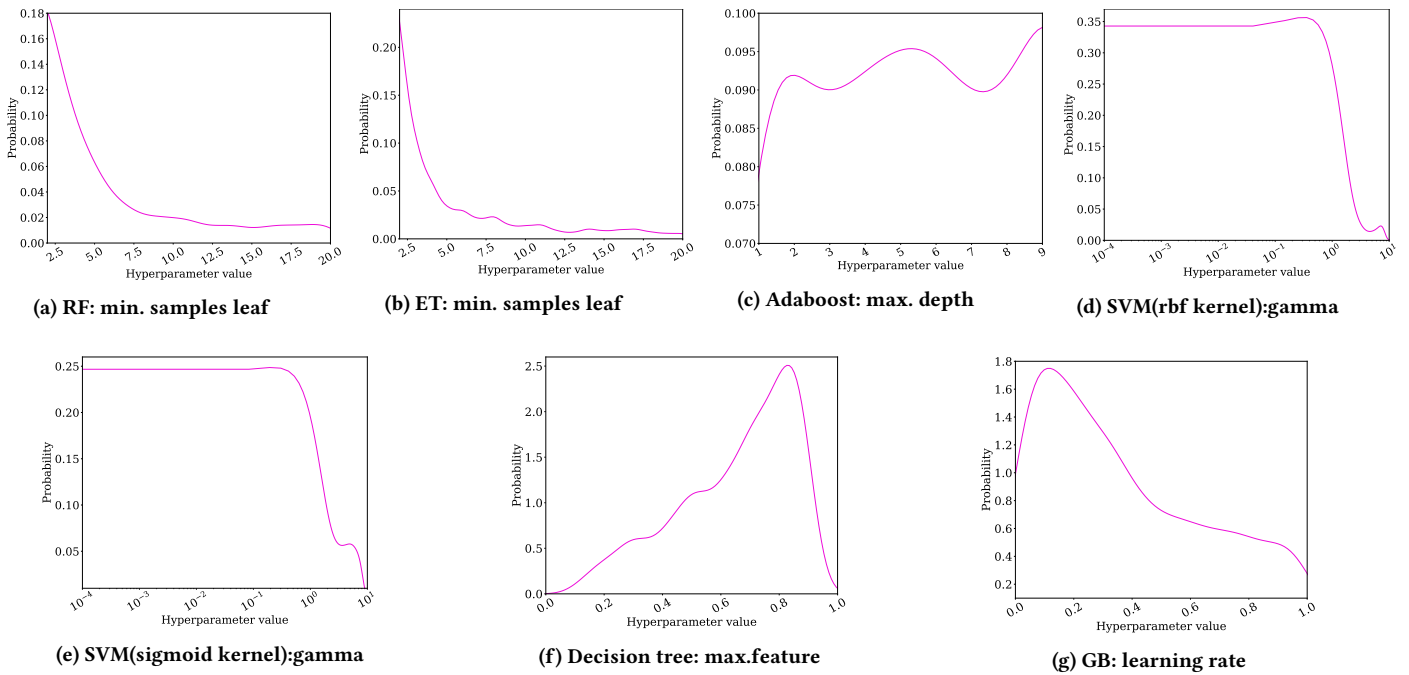 0.18
0.16
0.14
0.12
0.10
0.08
0.06
0.04
0.02
0.00
Probability
2.5 5.0 7.5 10.0 12.5 15.0 17.5 20.0
Hyperparameter value
(a) RF: min. samples leaf
0.20
0.15
0.10
0.05
0.00
Probability
2.5 5.0 7.5 10.0 12.5 15.0 17.5 20.0
Hyperparameter value
(b) ET: min. samples leaf
0.100
0.095
0.090
0.085
0.080
0.075
0.070
Probability
1 2 3 4 5 6 7 8 9
Hyperparameter value
(c) Adaboost: max. depth
0.35
0.30
0.25
0.20
0.15
0.10
0.05
0.00
Probability
10⁻⁴ 10⁻³ 10⁻² 10⁻¹ 10⁰ 10¹
Hyperparameter value
(d) SVM(rbf kernel):gamma
0.25
0.20
0.15
0.10
0.05
Probability
10⁻⁴ 10⁻³ 10⁻² 10⁻¹ 10⁰ 10¹
Hyperparameter value
(e) SVM(sigmoid kernel):gamma
2.5
2.0
1.5
1.0
0.5
0.0
Probability
0.0 0.2 0.4 0.6 0.8 1.0
Hyperparameter value
(f) Decision tree: max.feature
1.8
1.6
1.4
1.2
1.0
0.8
0.6
0.4
0.2
Probability
0.0 0.2 0.4 0.6 0.8 1.0
Hyperparameter value
(g) GB: learning rate